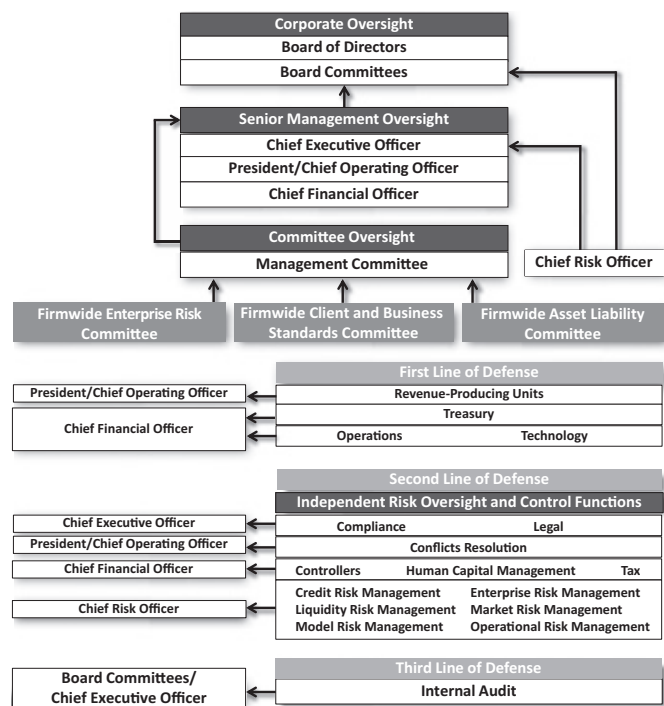 Corporate Oversight
Board of Directors
Board Committees
Senior Management Oversight
Chief Executive Officer
President/Chief Operating Officer
Chief Financial Officer
Committee Oversight
Management Committee
Chief Risk Officer
Firmwide Enterprise Risk
Committee
Firmwide Client and Business
Standards Committee
Firmwide Asset Liability
Committee
First Line of Defense
President/Chief Operating Officer
Revenue-Producing Units
Chief Financial Officer
Treasury
Operations Technology
Second Line of Defense
Independent Risk Oversight and Control Functions
Chief Executive Officer
Compliance Legal
President/Chief Operating Officer
Conflicts Resolution
Chief Financial Officer
Controllers Human Capital Management Tax
Chief Risk Officer
Credit Risk Management Enterprise Risk Management
Liquidity Risk Management Market Risk Management
Model Risk Management Operational Risk Management
Third Line of Defense
Board Committees/
Chief Executive Officer
Internal Audit